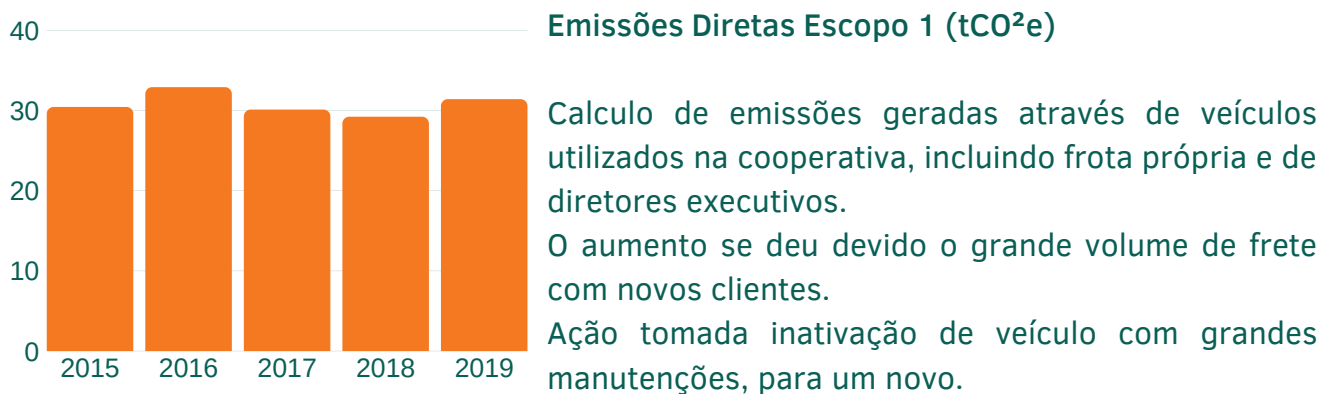 40
30
20
10
0
2015 2016 2017 2018 2019
Emissões Diretas Escopo 1 (tCO²e)
Calculo de emissões geradas através de veículos
utilizados na cooperativa, incluindo frota própria e de
diretores executivos.
O aumento se deu devido o grande volume de frete
com novos clientes.
Ação tomada inativação de veículo com grandes
manutenções, para um novo.